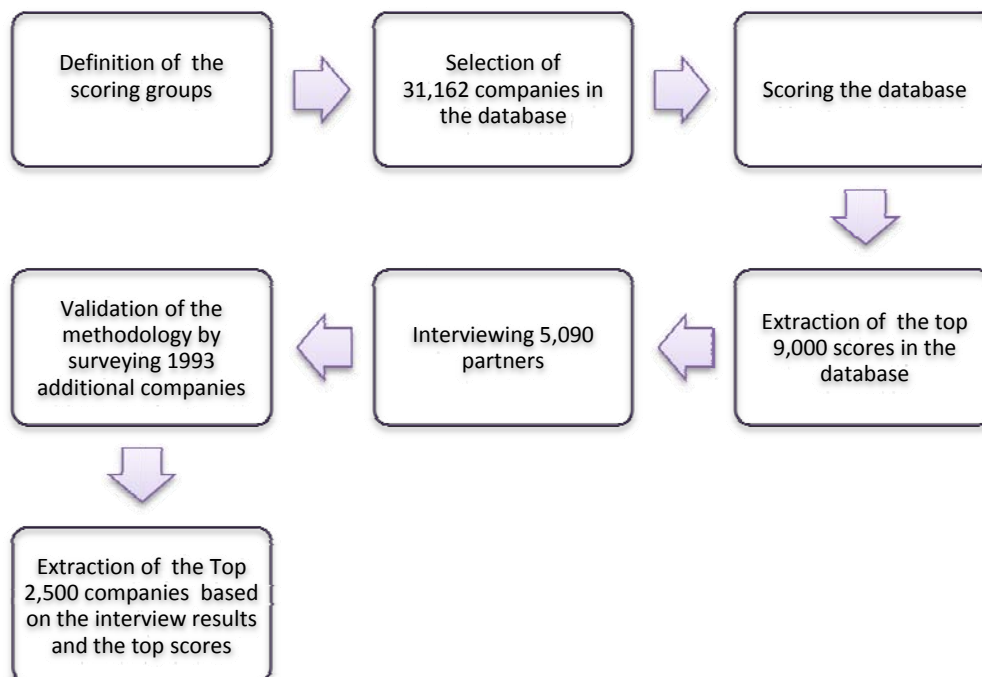 Definition of the
scoring groups
Selection of
31,162 companies in
the database
Scoring the database
Extraction of the top
9,000 scores in the
database
Interviewing 5,090
partners
Validation of the
methodology by
surveying 1993
additional companies
Extraction of the Top
2,500 companies based
on the interview results
and the top scores